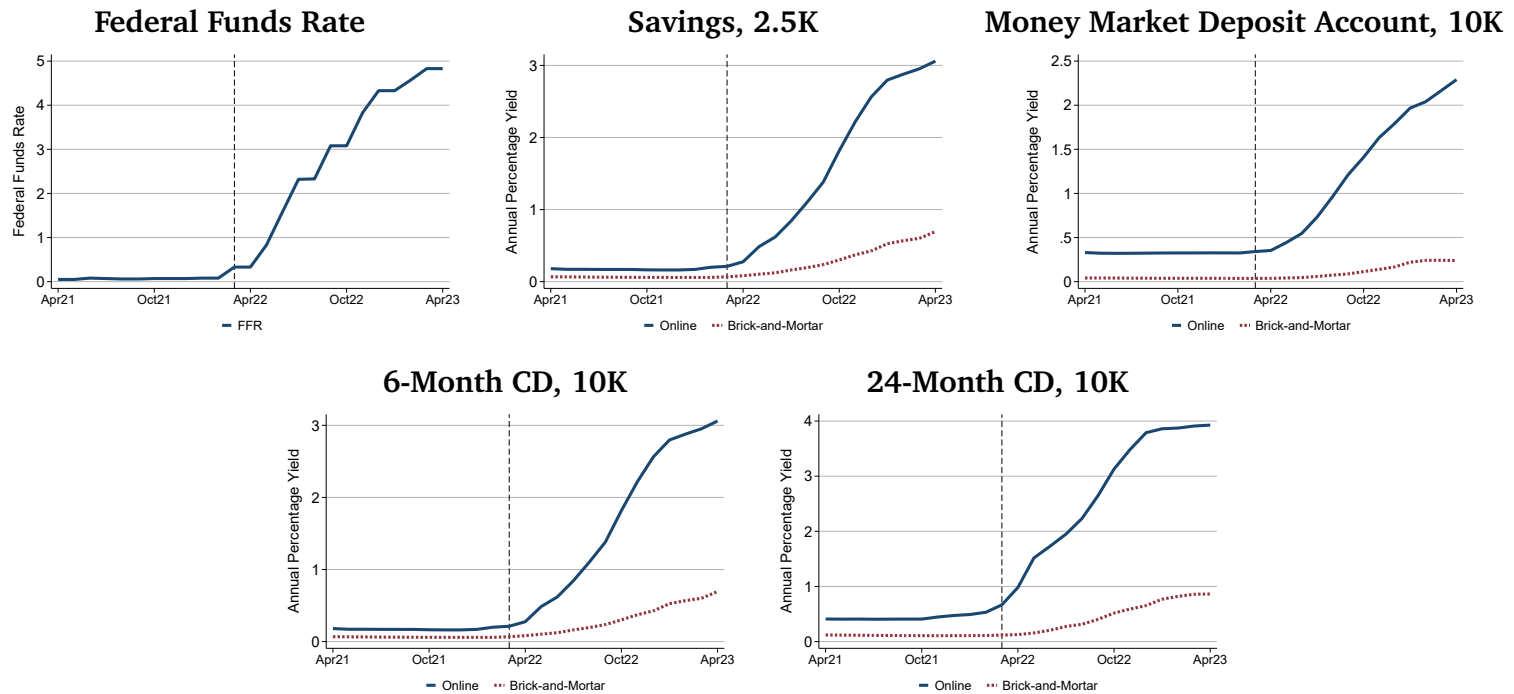 Federal Funds Rate
Federal Funds Rate
5
4
3
2
1
0
Apr21 Oct21 Apr22 Oct22 Apr23
FFR
Savings, 2.5K
Annual Percentage Yield
3
2
1
0
Apr21 Oct21 Apr22 Oct22 Apr23
Online Brick-and-Mortar
Money Market Deposit Account, 10K
Annual Percentage Yield
2.5
2
1.5
1
.5
0
Apr21 Oct21 Apr22 Oct22 Apr23
Online Brick-and-Mortar
6-Month CD, 10K
Annual Percentage Yield
3
2
1
0
Apr21 Oct21 Apr22 Oct22 Apr23
Online Brick-and-Mortar
24-Month CD, 10K
Annual Percentage Yield
4
3
2
1
0
Apr21 Oct21 Apr22 Oct22 Apr23
Online Brick-and-Mortar